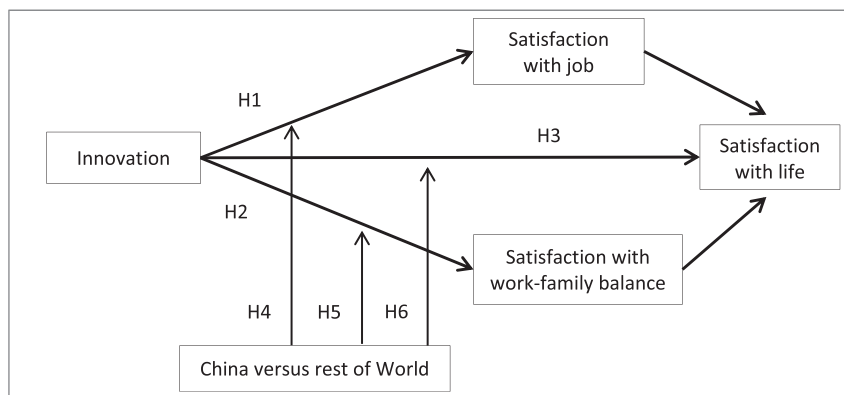 Satisfaction
with job
H1
H3
Innovation
Satisfaction
with life
H2
Satisfaction with
work-family balance
H4
H5
H6
China versus rest of World